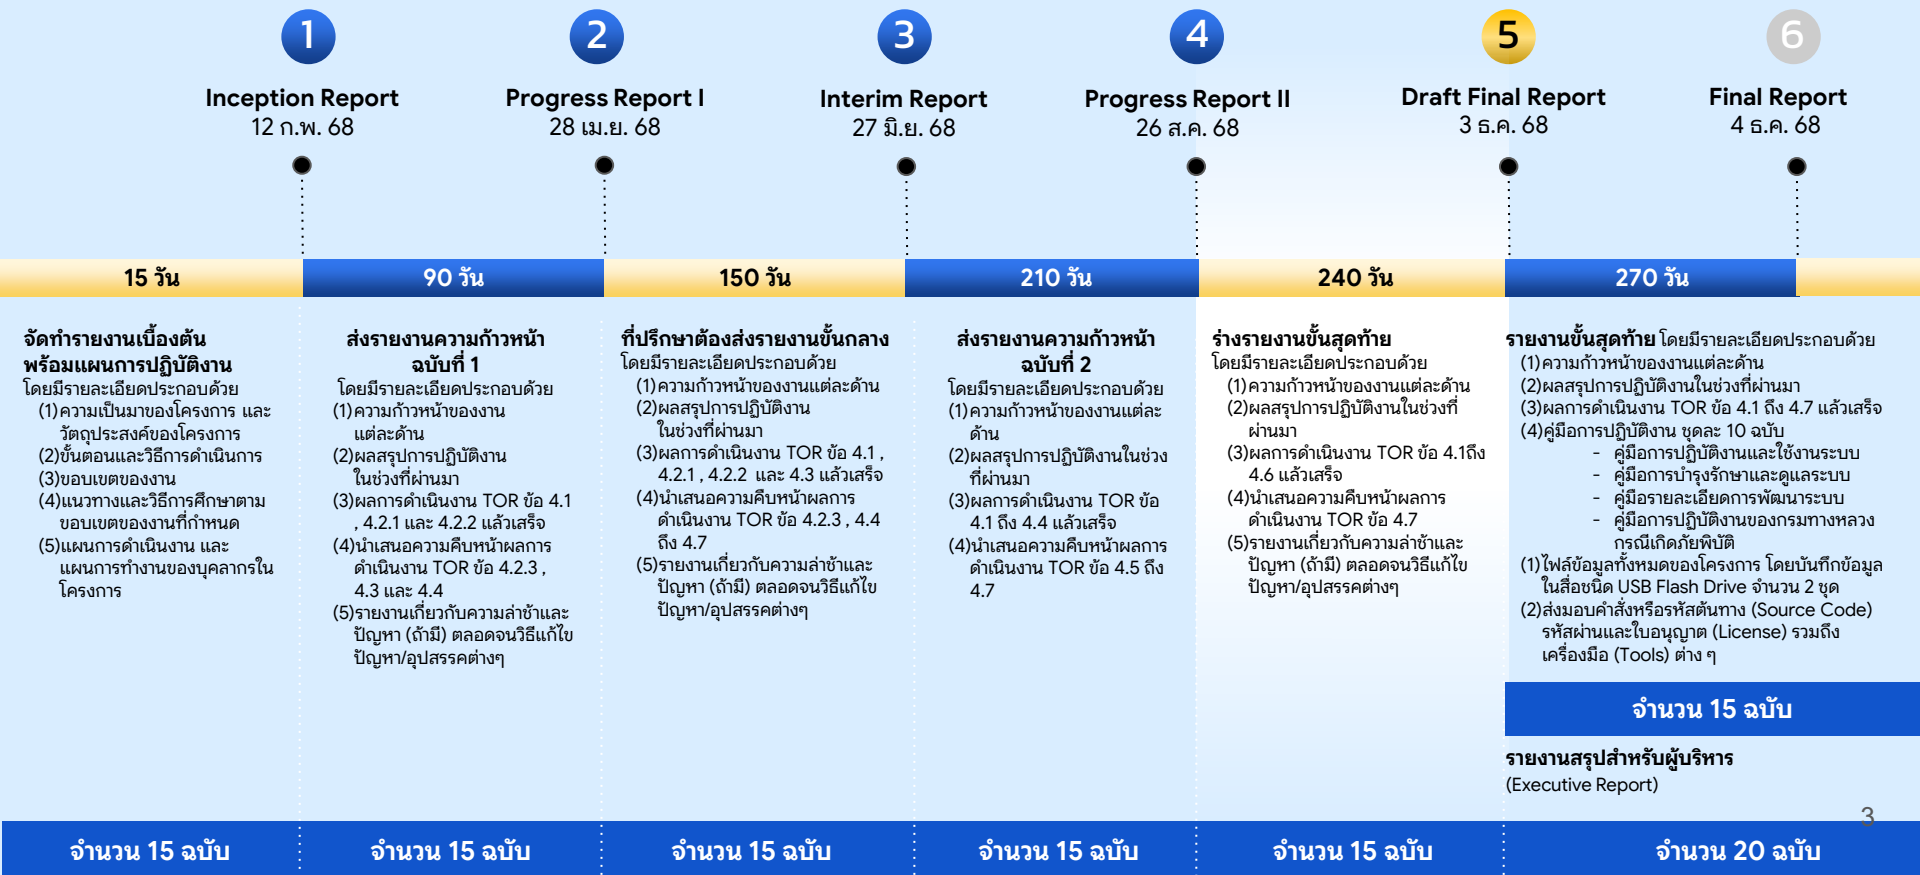 1
Inception Report
12 ก.พ. 68
2
Progress Report I
28 เม.ย. 68
3
Interim Report
27 มิ.ย. 68
4
Progress Report II
26 ส.ค. 68
5
Draft Final Report
3 ธ.ค. 68
6
Final Report
4 ธ.ค. 68
15 วัน
90 วัน
150 วัน
210 วัน
240 วัน
270 วัน
จัดทำรายงานเบื้องต้น
พร้อมแผนการปฏิบัติงาน
โดยมีรายละเอียดประกอบด้วย
(1)ความเป็นมาของโครงการ และ
วัตถุประสงค์ของโครงการ
(2)ขั้นตอนและวิธีการดำเนินการ
(3)ขอบเขตของงาน
(4)แนวทางและวิธีการศึกษาตาม
ขอบเขตของงานที่กำหนด
(5)แผนการดำเนินงาน และ
แผนการทำงานของบุคลากรใน
โครงการ
จำนวน 15 ฉบับ
ส่งรายงานความก้าวหน้า
ฉบับที่ 1
โดยมีรายละเอียดประกอบด้วย
(1)ความก้าวหน้าของงาน
แต่ละด้าน
(2)ผลสรุปการปฏิบัติงาน
ในช่วงที่ผ่านมา
(3)ผลการดำเนินงาน TOR ข้อ 4.1
, 4.2.1 และ 4.2.2 แล้วเสร็จ
(4)นำเสนอความคืบหน้าผลการ
ดำเนินงาน TOR ข้อ 4.2.3 ,
4.3 และ 4.4
(5)รายงานเกี่ยวกับความล่าช้าและ
ปัญหา (ถ้ามี) ตลอดจนวิธีแก้ไข
ปัญหา/อุปสรรคต่างๆ
จำนวน 15 ฉบับ
ที่ปรึกษาต้องส่งรายงานขั้นกลาง
โดยมีรายละเอียดประกอบด้วย
(1)ความก้าวหน้าของงานแต่ละด้าน
(2)ผลสรุปการปฏิบัติงาน
ในช่วงที่ผ่านมา
(3)ผลการดำเนินงาน TOR ข้อ 4.1 ,
4.2.1 , 4.2.2 และ 4.3 แล้วเสร็จ
(4)นำเสนอความคืบหน้าผลการ
ดำเนินงาน TOR ข้อ 4.2.3 , 4.4
ถึง 4.7
(5)รายงานเกี่ยวกับความล่าช้าและ
ปัญหา (ถ้ามี) ตลอดจนวิธีแก้ไข
ปัญหา/อุปสรรคต่างๆ
จำนวน 15 ฉบับ
ส่งรายงานความก้าวหน้า
ฉบับที่ 2
โดยมีรายละเอียดประกอบด้วย
(1)ความก้าวหน้าของงานแต่ละ
ด้าน
(2)ผลสรุปการปฏิบัติงานในช่วง
ที่ผ่านมา
(3)ผลการดำเนินงาน TOR ข้อ
4.1 ถึง 4.4 แล้วเสร็จ
(4)นำเสนอความคืบหน้าผลการ
ดำเนินงาน TOR ข้อ 4.5 ถึง
4.7
จำนวน 15 ฉบับ
ร่างรายงานขั้นสุดท้าย
โดยมีรายละเอียดประกอบด้วย
(1)ความก้าวหน้าของงานแต่ละด้าน
(2)ผลสรุปการปฏิบัติงานในช่วงที่
ผ่านมา
(3)ผลการดำเนินงาน TOR ข้อ 4.1ถึง
4.6 แล้วเสร็จ
(4)นำเสนอความคืบหน้าผลการ
ดำเนินงาน TOR ข้อ 4.7
(5)รายงานเกี่ยวกับความล่าช้าและ
ปัญหา (ถ้ามี) ตลอดจนวิธีแก้ไข
ปัญหา/อุปสรรคต่างๆ
จำนวน 15 ฉบับ
รายงานขั้นสุดท้าย โดยมีรายละเอียดประกอบด้วย
(1)ความก้าวหน้าของงานแต่ละด้าน
(2)ผลสรุปการปฏิบัติงานในช่วงที่ผ่านมา
(3)ผลการดำเนินงาน TOR ข้อ 4.1 ถึง 4.7 แล้วเสร็จ
(4)คู่มือการปฏิบัติงาน ชุดละ 10 ฉบับ
- คู่มือการปฏิบัติงานและใช้งานระบบ
- คู่มือการบำรุงรักษาและดูแลระบบ
- คู่มือรายละเอียดการพัฒนาระบบ
- คู่มือการปฏิบัติงานของกรมทางหลวง
กรณีเกิดภัยพิบัติ
(1)ไฟล์ข้อมูลทั้งหมดของโครงการ โดยบันทึกข้อมูล
ในสื่อชนิด USB Flash Drive จำนวน 2 ชุด
(2)ส่งมอบคำสั่งหรือรหัสต้นทาง (Source Code)
รหัสผ่านและใบอนุญาต (License) รวมถึง
เครื่องมือ (Tools) ต่าง ๆ
จำนวน 15 ฉบับ
รายงานสรุปสำหรับผู้บริหาร
(Executive Report)
3
จำนวน 20 ฉบับ